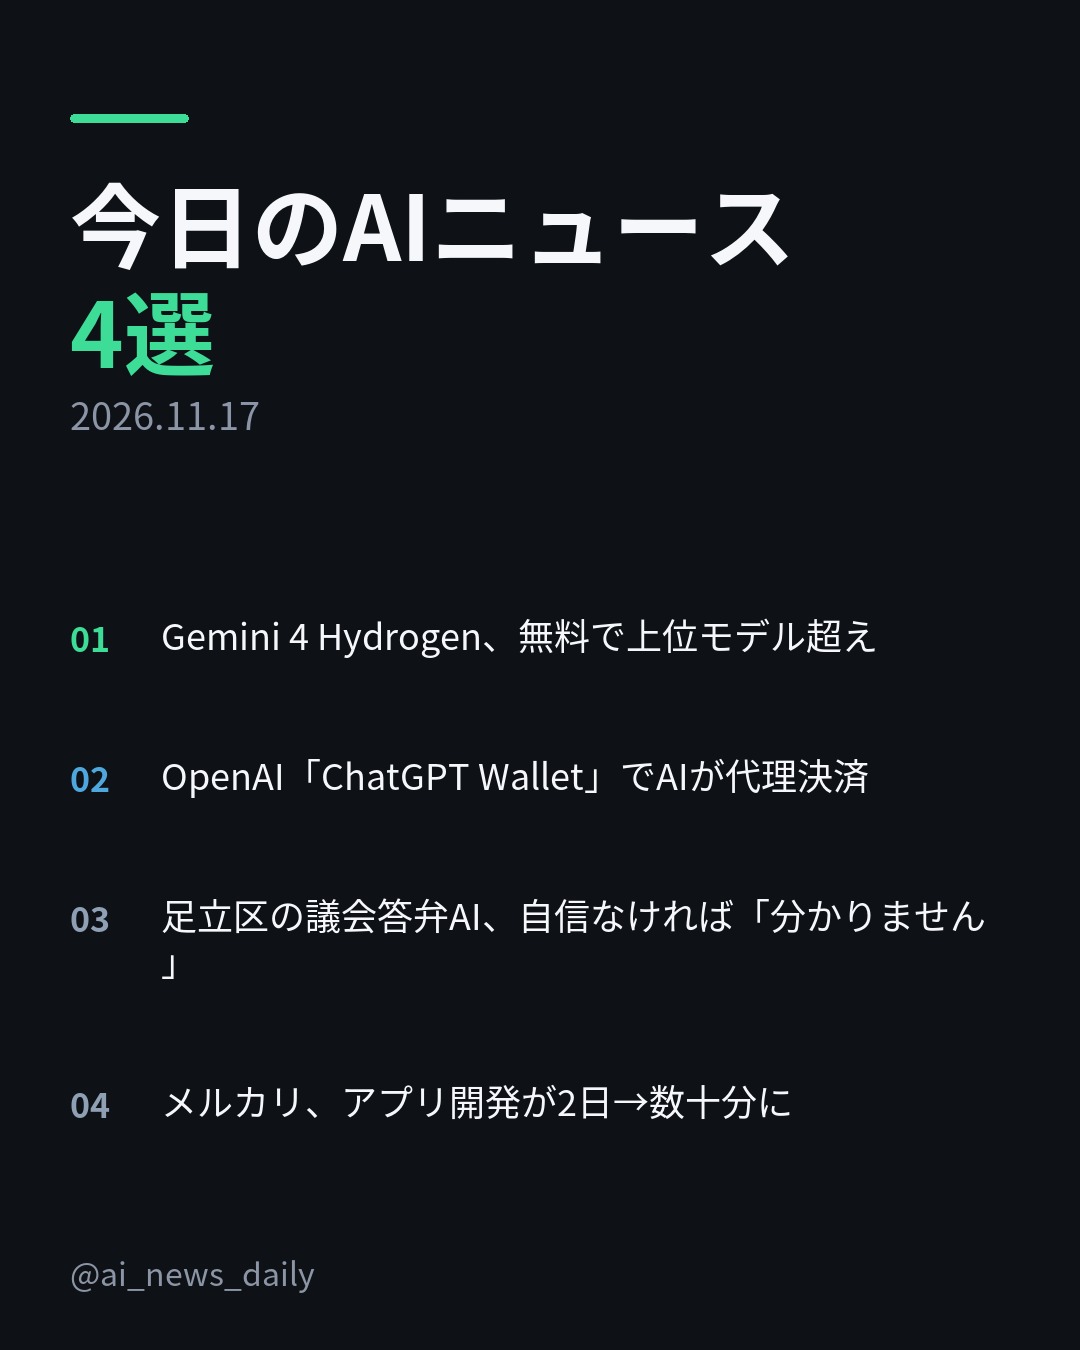 今日のAIニュース
4選
2026.11.17
01 Gemini 4 Hydrogen、無料で上位モデル超え
02 OpenAI「ChatGPT Wallet」でAIが代理決済
03 足立区の議会答弁AI、自信なければ「分かりません
」
04 メルカリ、アプリ開発が2日→数十分に
@ai_news_daily